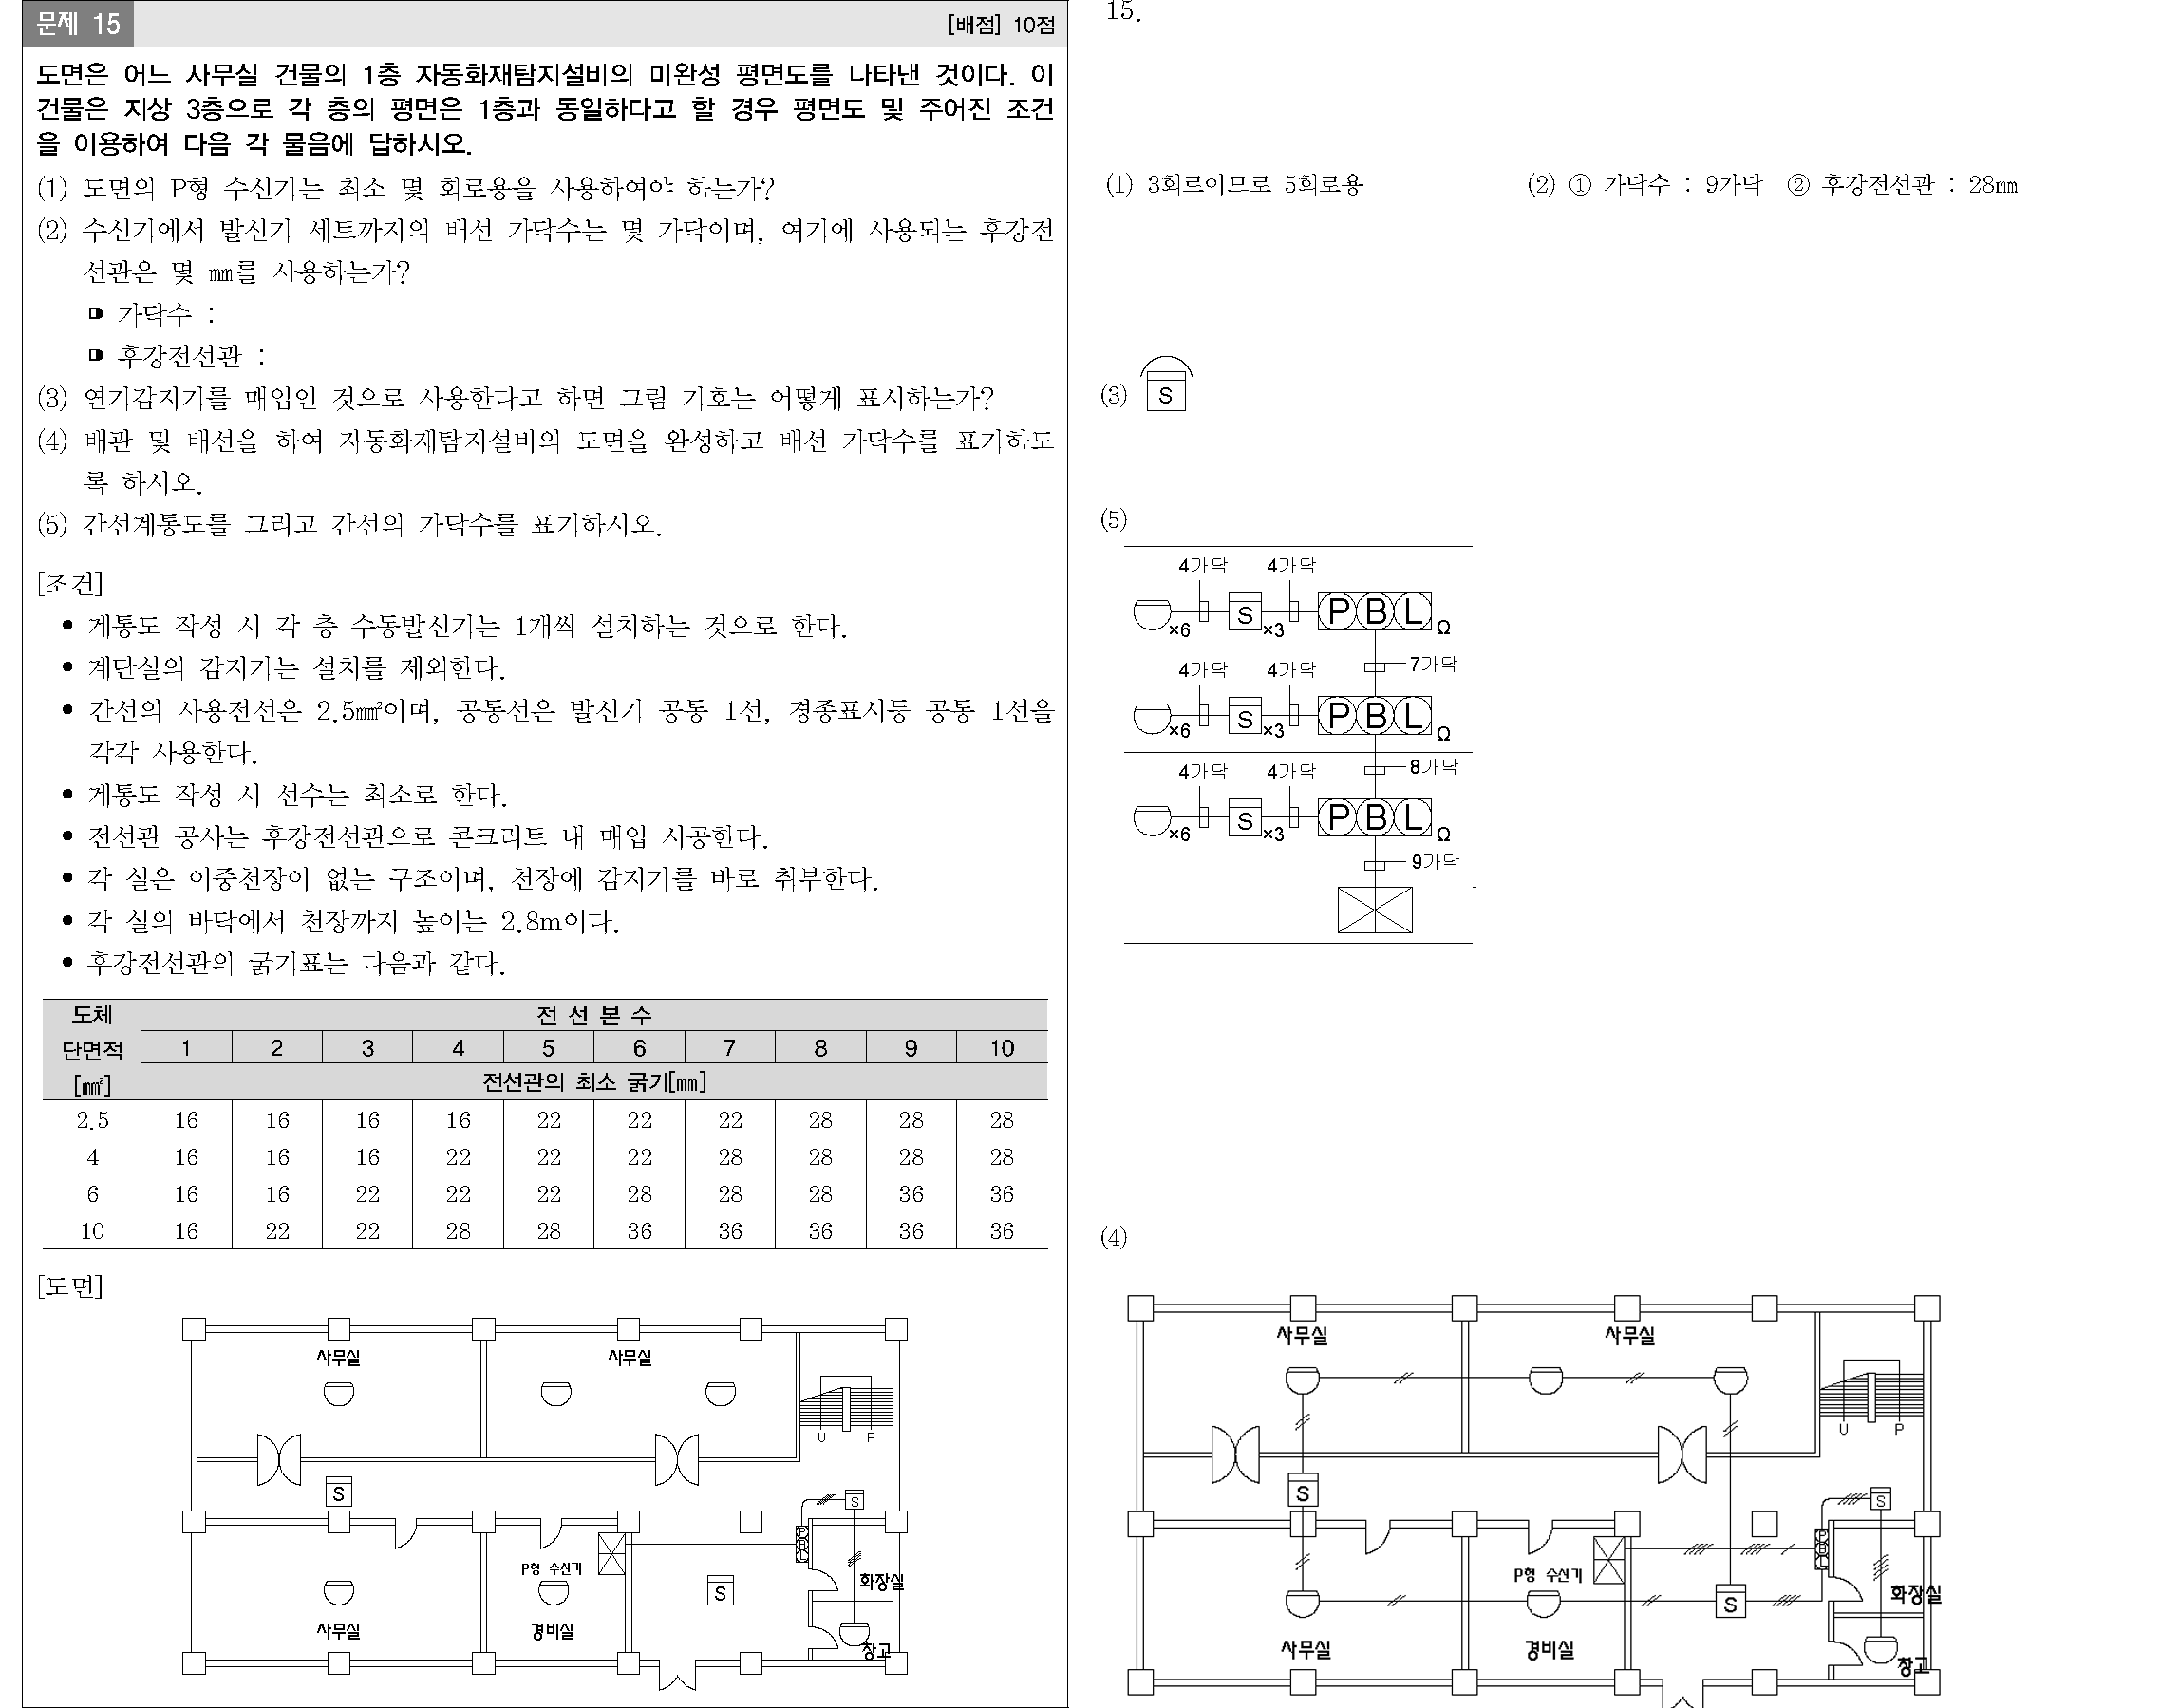 문제 15 [배점] 10점
도면은 어느 사무실 건물의 1층 자동화재탐지설비의 미완성 평면도를 나타낸 것이다. 이
건물은 지상 3층으로 각 층의 평면은 1층과 동일하다고 할 경우 평면도 및 주어진 조건
을 이용하여 다음 각 물음에 답하시오.
(1) 도면의 P형 수신기는 최소 몇 회로용을 사용하여야 하는가?
(2) 수신기에서 발신기 세트까지의 배선 가닥수는 몇 가닥이며, 여기에 사용되는 후강전
선관은 몇 ㎜를 사용하는가?
가닥수 :
후강전선관 :
(3) 연기감지기를 매입인 것으로 사용한다고 하면 그림 기호는 어떻게 표시하는가?
(4) 배관 및 배선을 하여 자동화재탐지설비의 도면을 완성하고 배선 가닥수를 표기하도
록 하시오.
(5) 간선계통도를 그리고 간선의 가닥수를 표기하시오.
[조건]
● 계통도 작성 시 각 층 수동발신기는 1개씩 설치하는 것으로 한다.
● 계단실의 감지기는 설치를 제외한다.
● 간선의 사용전선은 2.5㎟이며, 공통선은 발신기 공통 1선, 경종표시등 공통 1선을
각각 사용한다.
● 계통도 작성 시 선수는 최소로 한다.
● 전선관 공사는 후강전선관으로 콘크리트 내 매입 시공한다.
● 각 실은 이중천장이 없는 구조이며, 천장에 감지기를 바로 취부한다.
● 각 실의 바닥에서 천장까지 높이는 2.8m이다.
● 후강전선관의 굵기표는 다음과 같다.
도체 전 선 본 수
단면적 1 2 3 4 5 6 7 8 9 10
[㎟] 전선관의 최소 굵기[㎜]
2.5 16 16 16 16 22 22 22 28 28 28
4 16 16 16 22 22 22 28 28 28 28
6 16 16 22 22 22 28 28 28 36 36
10 16 22 22 28 28 36 36 36 36 36
[도면]
사무실 사무실
U P
S
S
P
B
L
P형 수신기
화장실
S
사무실 경비실
창고
15.
(1) 3회로이므로 5회로용 (2) ① 가닥수 : 9가닥 ② 후강전선관 : 28㎜
(3) S
(5)
4가닥 4가닥
×6 S ×3 P B L Ω
7가닥
4가닥 4가닥
×6 S ×3 P B L Ω
8가닥
4가닥 4가닥
×6 S ×3 P B L Ω
9가닥
(4)
사무실 사무실
U P
S
S
P
B
L
P형 수신기
화장실
S
사무실 경비실
창고